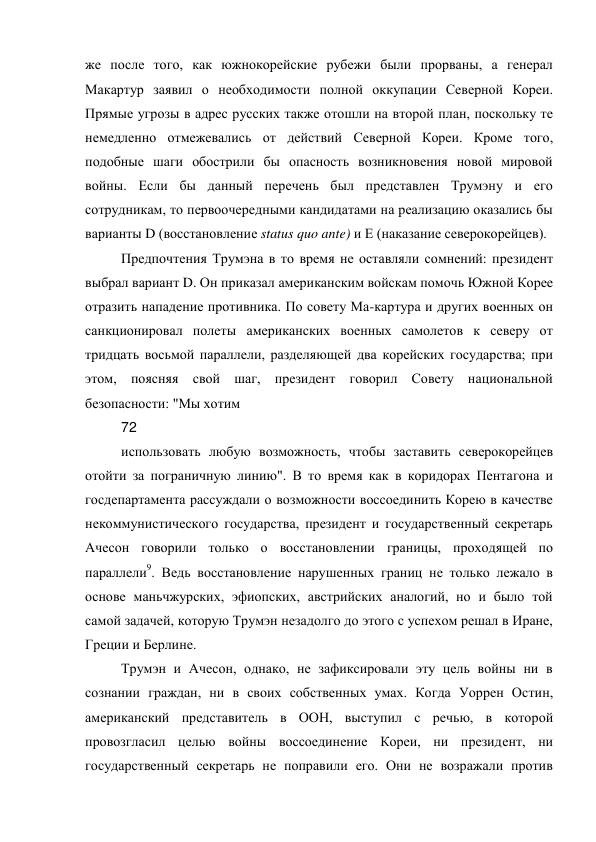 же после того, как южнокорейские рубежи были прорваны, а генерал
Макартур заявил о необходимости полной оккупации Северной Кореи.
Прямые угрозы в адрес русских также отошли на второй план, поскольку те
немедленно отмежевались от действий Северной Кореи. Кроме того,
подобные шаги обострили бы опасность возникновения новой мировой
войны. Если бы данный перечень был представлен Трумэну и его
сотрудникам, то первоочередными кандидатами на реализацию оказались бы
варианты D (восстановление status quo ante) и Е (наказание северокорейцев).
Предпочтения Трумэна в то время не оставляли сомнений: президент
выбрал вариант D. Он приказал американским войскам помочь Южной Корее
отразить нападение противника. По совету Ма-картура и других военных он
санкционировал полеты американских военных самолетов к северу от
тридцать восьмой параллели, разделяющей два корейских государства; при
этом, поясняя свой шаг, президент говорил Совету национальной
безопасности: "Мы хотим
72
использовать любую возможность, чтобы заставить северокорейцев
отойти за пограничную линию". В то время как в коридорах Пентагона и
госдепартамента рассуждали о возможности воссоединить Корею в качестве
некоммунистического государства, президент и государственный секретарь
Ачесон говорили только о восстановлении границы, проходящей по
параллели9. Ведь восстановление нарушенных границ не только лежало в
основе маньчжурских, эфиопских, австрийских аналогий, но и было той
самой задачей, которую Трумэн незадолго до этого с успехом решал в Иране,
Греции и Берлине.
Трумэн и Ачесон, однако, не зафиксировали эту цель войны ни в
сознании граждан, ни в своих собственных умах. Когда Уоррен Остин,
американский представитель в ООН, выступил с речью, в которой
провозгласил целью войны воссоединение Кореи, ни президент, ни
государственный секретарь не поправили его. Они не возражали против